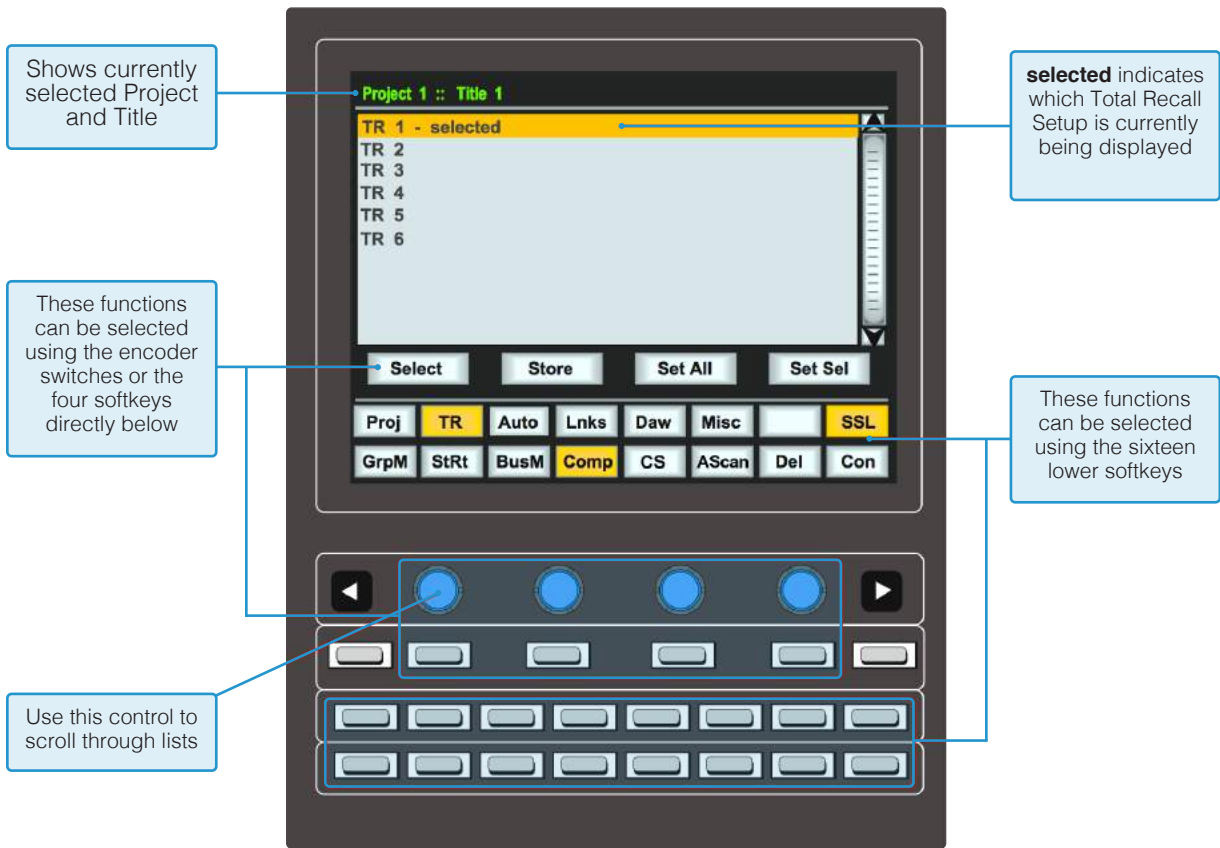 Shows currently
selected Project
and Title
Project 1 :: Title 1
selected indicates
which Total Recall
Setup is currently
being displayed
TR 1 - selected
TR 2
TR 3
TR 4
TR 5
TR 6
These functions
can be selected
using the encoder
switches or the
four softkeys
directly below
Select Store Set All Set Sel
Proj TR Auto Lnks Daw Misc SSL
GrpM StRt BusM Comp CS AScan Del Con
These functions
can be selected
using the sixteen
lower softkeys
Use this control to
scroll through lists